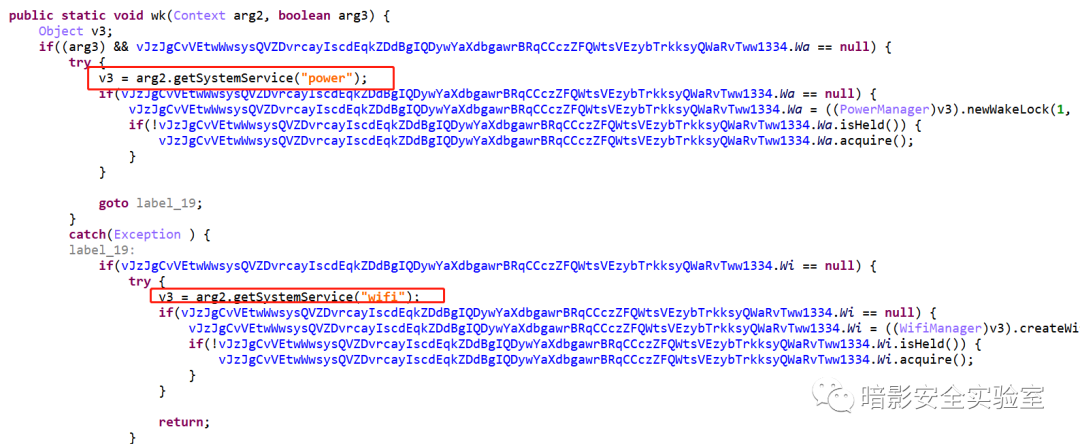 public static void wk(Context arg2, boolean arg3) {
Object v3;
if((arg3) && vJzJgCvVEtwWwsysQVZDvrcayIscdEqkZDdBgIQDywYaXdbgawrBRqCCczZFQWtsVEzybTrkksyQWaRvTww1334.Wa == null) {
try {
v3 = arg2.getSystemService("power");
if(vJzJgCvVEtwWwsysQVZDvrcayIscdEqkZDdBgIQDywYaXdbgawrBRqCCczZFQWtsVEzybTrkksyQWaRvTww1334.Wa == null) {
vJzJgCvVEtwWwsysQVZDvrcayIscdEqkZDdBgIQDywYaXdbgawrBRqCCczZFQWtsVEzybTrkksyQWaRvTww1334.Wa = ((PowerManager)v3).newWakeLock(1,
if(!vJzJgCvVEtwWwsysQVZDvrcayIscdEqkZDdBgIQDywYaXdbgawrBRqCCczZFQWtsVEzybTrkksyQWaRvTww1334.Wa.isHeld()) {
vJzJgCvVEtwWwsysQVZDvrcayIscdEqkZDdBgIQDywYaXdbgawrBRqCCczZFQWtsVEzybTrkksyQWaRvTww1334.Wa.acquire();
}
}
goto label_19;
}
catch(Exception ) {
label_19:
if(vJzJgCvVEtwWwsysQVZDvrcayIscdEqkZDdBgIQDywYaXdbgawrBRqCCczZFQWtsVEzybTrkksyQWaRvTww1334.Wi == null) {
try {
v3 = arg2.getSystemService("wifi");
if(vJzJgCvVEtwWwsysQVZDvrcayIscdEqkZDdBgIQDywYaXdbgawrBRqCCczZFQWtsVEzybTrkksyQWaRvTww1334.Wi == null) {
vJzJgCvVEtwWwsysQVZDvrcayIscdEqkZDdBgIQDywYaXdbgawrBRqCCczZFQWtsVEzybTrkksyQWaRvTww1334.Wi = ((WifiManager)v3).createWi
if(!vJzJgCvVEtwWwsysQVZDvrcayIscdEqkZDdBgIQDywYaXdbgawrBRqCCczZFQWtsVEzybTrkksyQWaRvTww1334.Wi.isHeld()) {
vJzJgCvVEtwWwsysQVZDvrcayIscdEqkZDdBgIQDywYaXdbgawrBRqCCczZFQWtsVEzybTrkksyQWaRvTww1334.Wi.acquire();
}
}
return;
}
暗影安全实验室